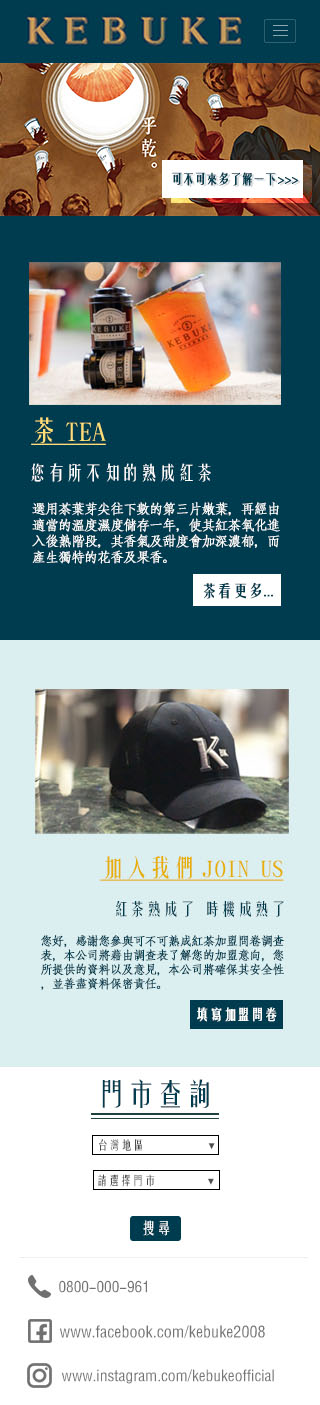 KEBUKE
乎乾。
可不可來多了解一下>>>
KEBUKE
KEBUKE
KEBUKE
茶 TEA
您有所不知的熟成紅茶
選用茶葉芽尖往下數的第三片嫩葉，再經由
適當的溫度濕度儲存一年，使其紅茶氧化進
入後熟階段，其香氣及甜度會加深濃郁，而
產生獨特的花香及果香。
茶看更多...
K
加入我們 JOIN US
紅茶熟成了 時機成熟了
您好，感謝您參與可不可熟成紅茶加盟問卷調查
表，本公司將藉由調查表了解您的加盟意向，您
所提供的資料以及意見，本公司將確保其安全性
，並善盡資料保密責任。
填寫加盟問卷
門市查詢
台灣地區
請選擇門市
搜尋
0800-000-961
www.facebook.com/kebuke2008
www.instagram.com/kebukeofficial